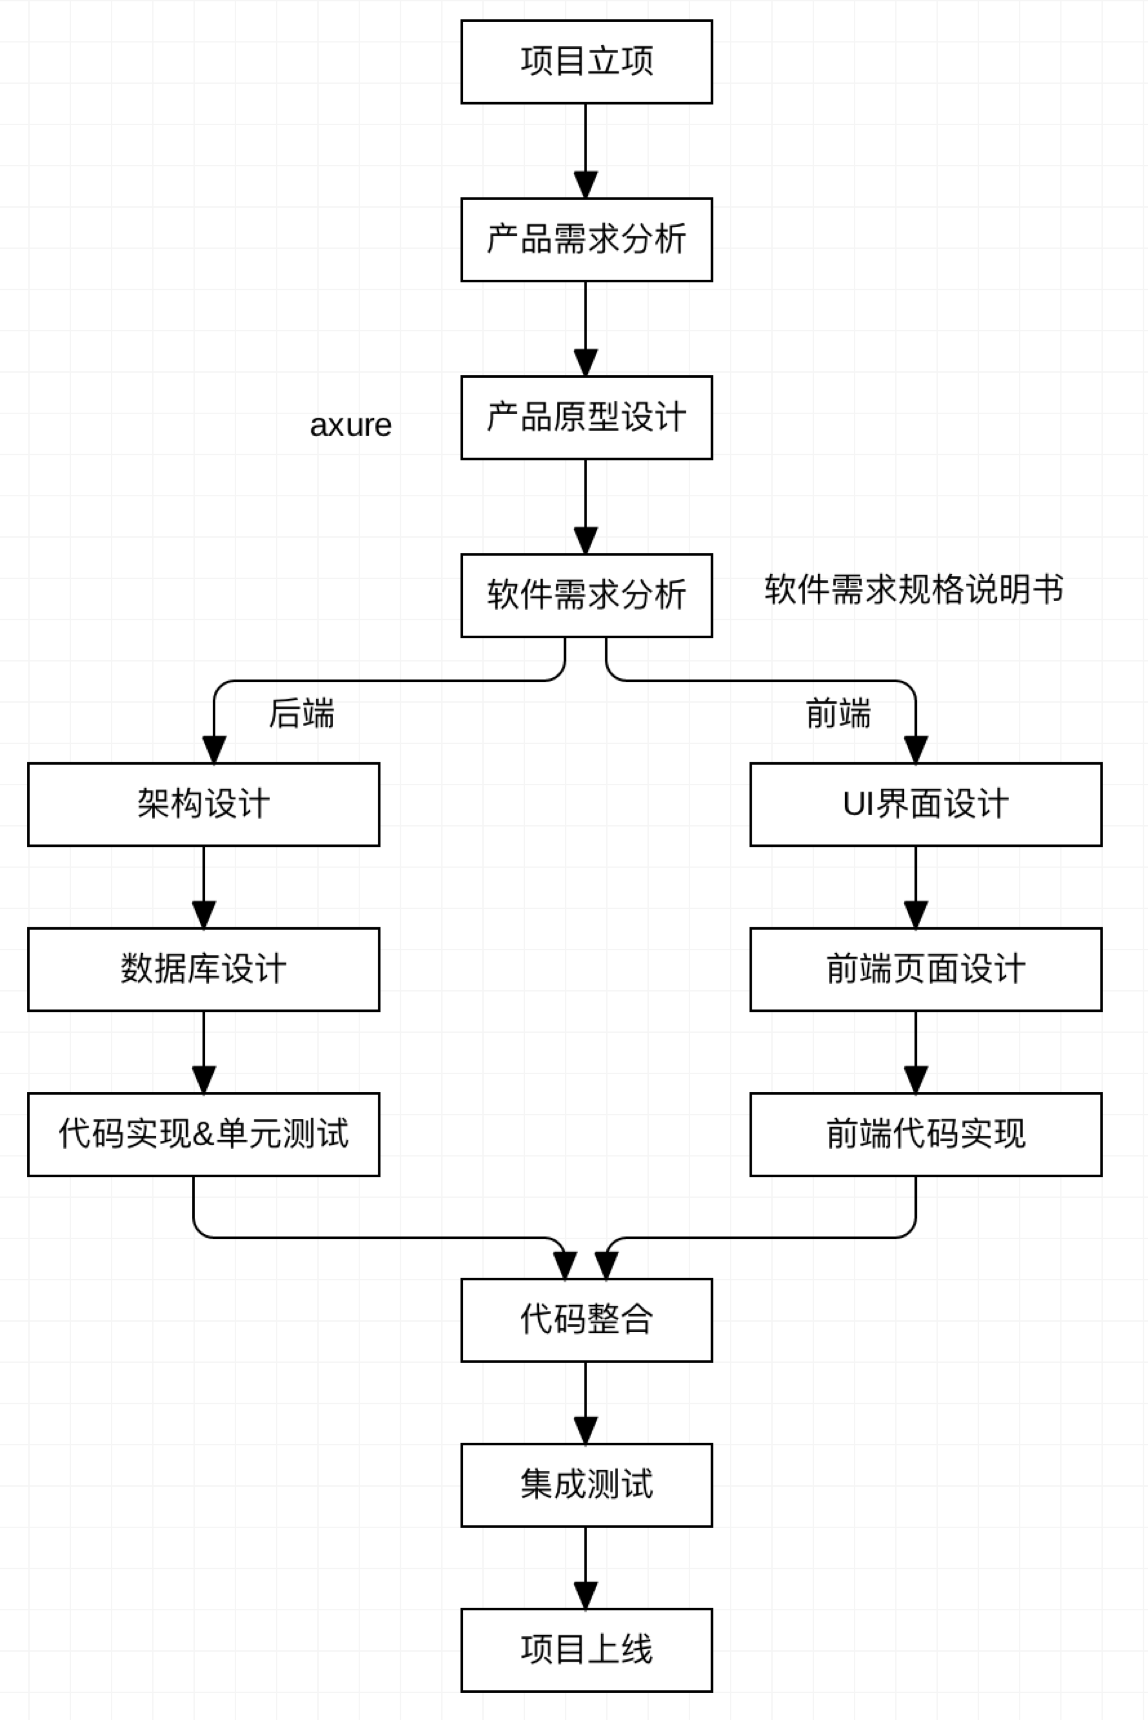 项目立项
产品需求分析
axure
产品原型设计
软件需求分析
软件需求规格说明书
后端
前端
架构设计
UI界面设计
数据库设计
前端页面设计
代码实现&单元测试
前端代码实现
代码整合
集成测试
项目上线